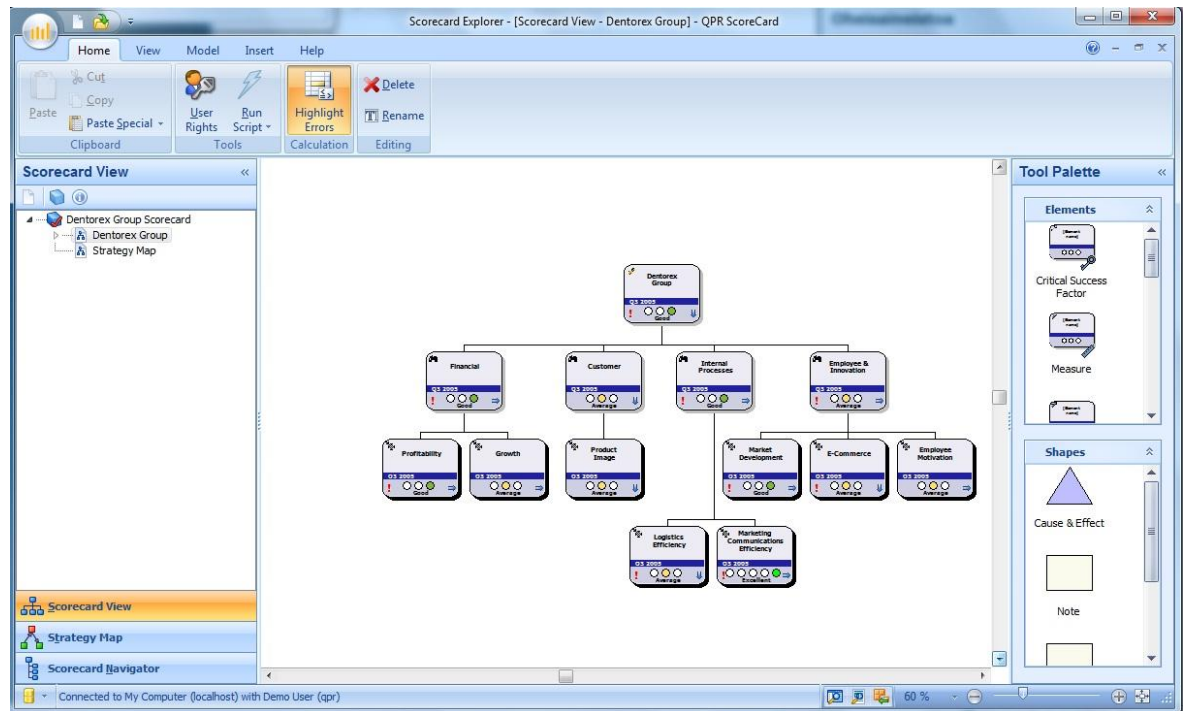 Scorecard Explorer - [Scorecard View - Dentorex Group] - QPR ScoreCard
Home View Model Insert Help
Paste
Cut
Copy
Paste Special
Clipboard
User Rights
Run Script
Tools
Highlight Errors
Calculation
Delete
Rename
Editing
Scorecard View
Dentorex Group Scorecard
Dentorex Group
Strategy Map
Scorecard View
Strategy Map
Scorecard Navigator
Dentorex
Group
Q3 2005
Good
Financial
Q3 2005
Good
Customer
Q3 2005
Average
Internal
Processes
Q3 2005
Good
Employee &
Innovation
Q3 2005
Average
Profitability
Q3 2005
Good
Growth
Q3 2005
Average
Product
Image
Q3 2005
Average
Market
Development
Q3 2005
Good
E-Commerce
Q3 2005
Average
Employee
Motivation
Q3 2005
Average
Logistics
Efficiency
Q3 2005
Average
Marketing
Communications
Efficiency
Q3 2005
Excellent
Tool Palette
Elements
[Element
name]
Critical Success
Factor
[Element
name]
Measure
[Element
name]
Shapes
Cause & Effect
Note
Connected to My Computer (localhost) with Demo User (qpr)
60 %